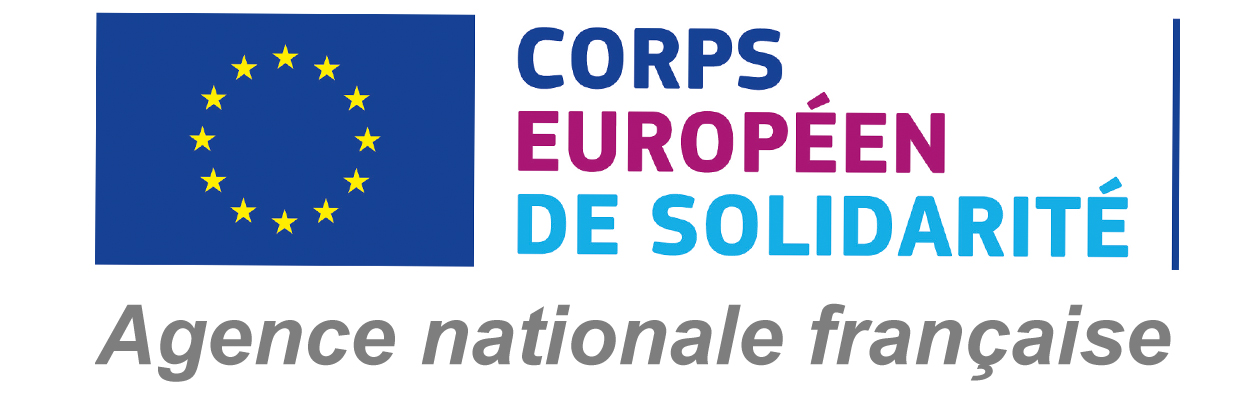 CORPS
EUROPÉEN
DE SOLIDARITÉ
Agence nationale française